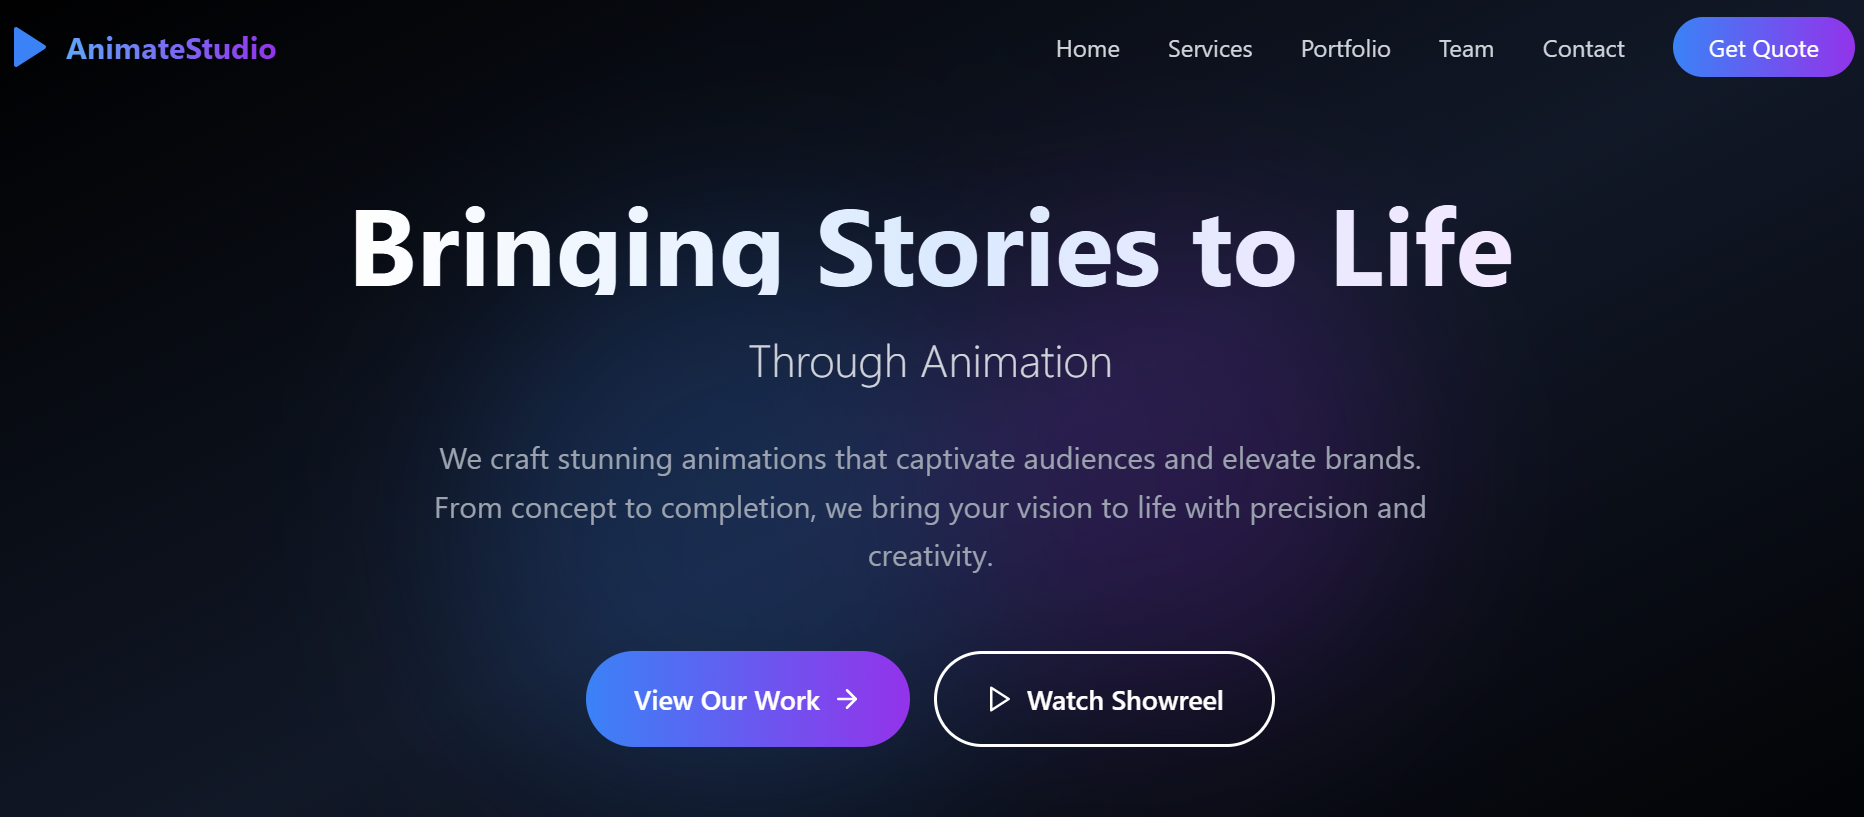 AnimateStudio
Home
Services
Portfolio
Team
Contact
Get Quote
Bringing Stories to Life
Through Animation
We craft stunning animations that captivate audiences and elevate brands.
From concept to completion, we bring your vision to life with precision and
creativity.
View Our Work
Watch Showreel